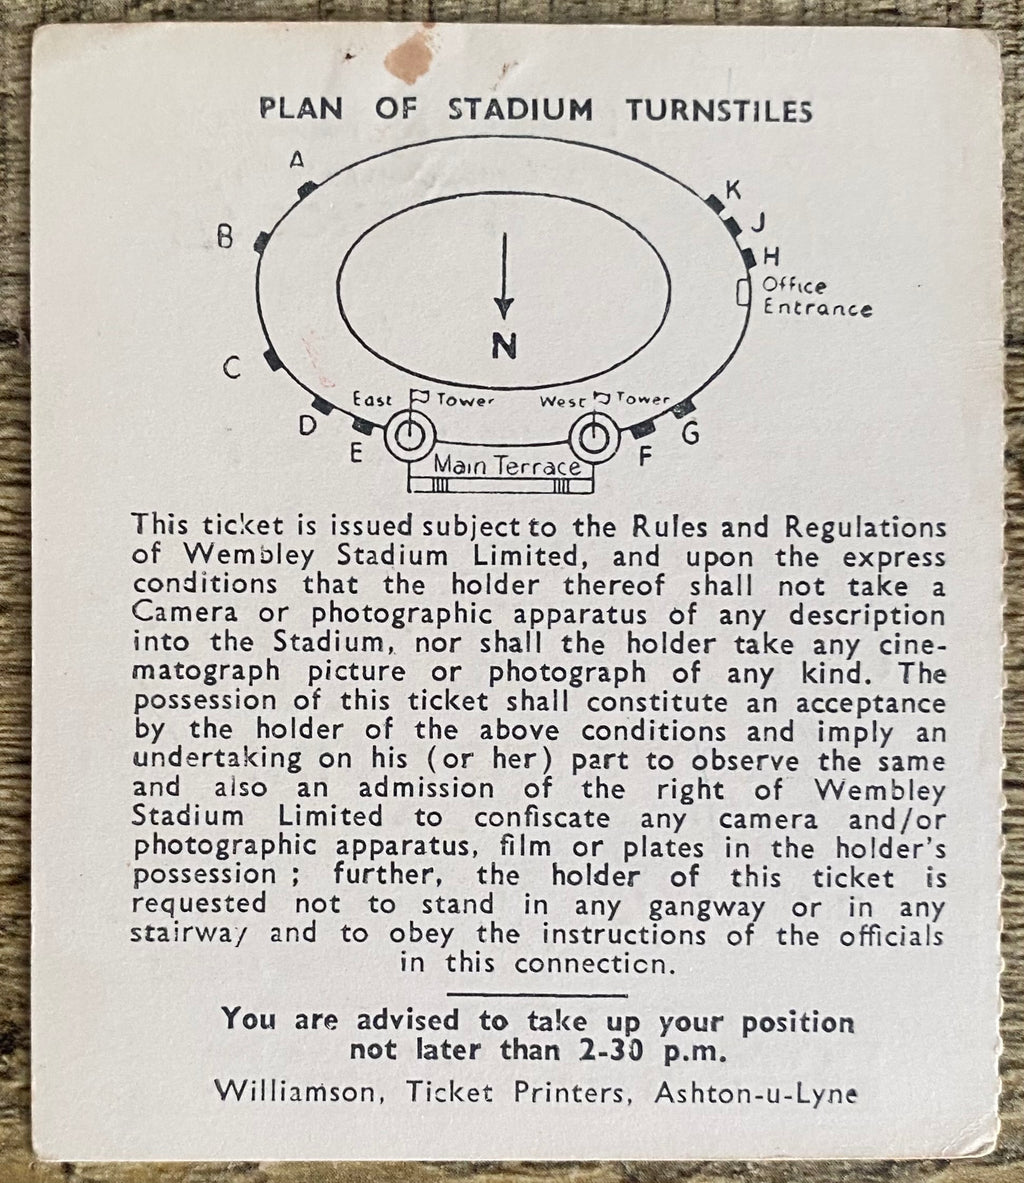 PLAN OF STADIUM TURNSTILES
A
K
J
B
H
Office
Entrance
N
C
East Tower
West Tower
D
G
E
F
Main Terrace
This ticket is issued subject to the Rules and Regulations
of Wembley Stadium Limited, and upon the express
conditions that the holder thereof shall not take a
Camera or photographic apparatus of any description
into the Stadium, nor shall the holder take any cine-
matograph picture or photograph of any kind. The
possession of this ticket shall constitute an acceptance
by the holder of the above conditions and imply an
undertaking on his (or her) part to observe the same
and also an admission of the right of Wembley
Stadium Limited to confiscate any camera and/or
photographic apparatus, film or plates in the holder's
possession ; further, the holder of this ticket is
requested not to stand in any gangway or in any
stairway and to obey the instructions of the officials
in this connection.
You are advised to take up your position
not later than 2-30 p.m.
Williamson, Ticket Printers, Ashton-u-Lyne